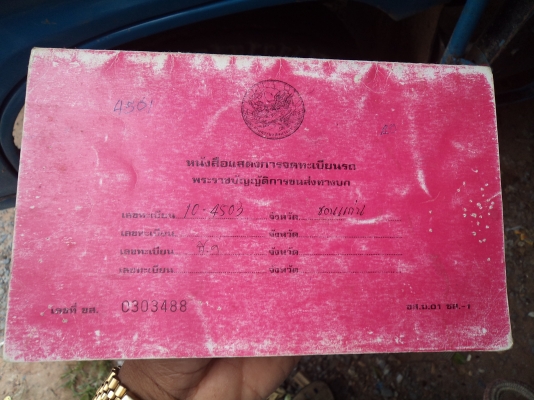 หนังสือแสดงการจดทะเบียนรถ
พระราชบัญญัติการขนส่งทางบก
เลขทะเบียน 10-4503 จังหวัด ขอนแก่น
เลขทะเบียน จังหวัด
เลขทะเบียน จังหวัด
เลขทะเบียน จังหวัด
เลขที่ ขส. 0303488